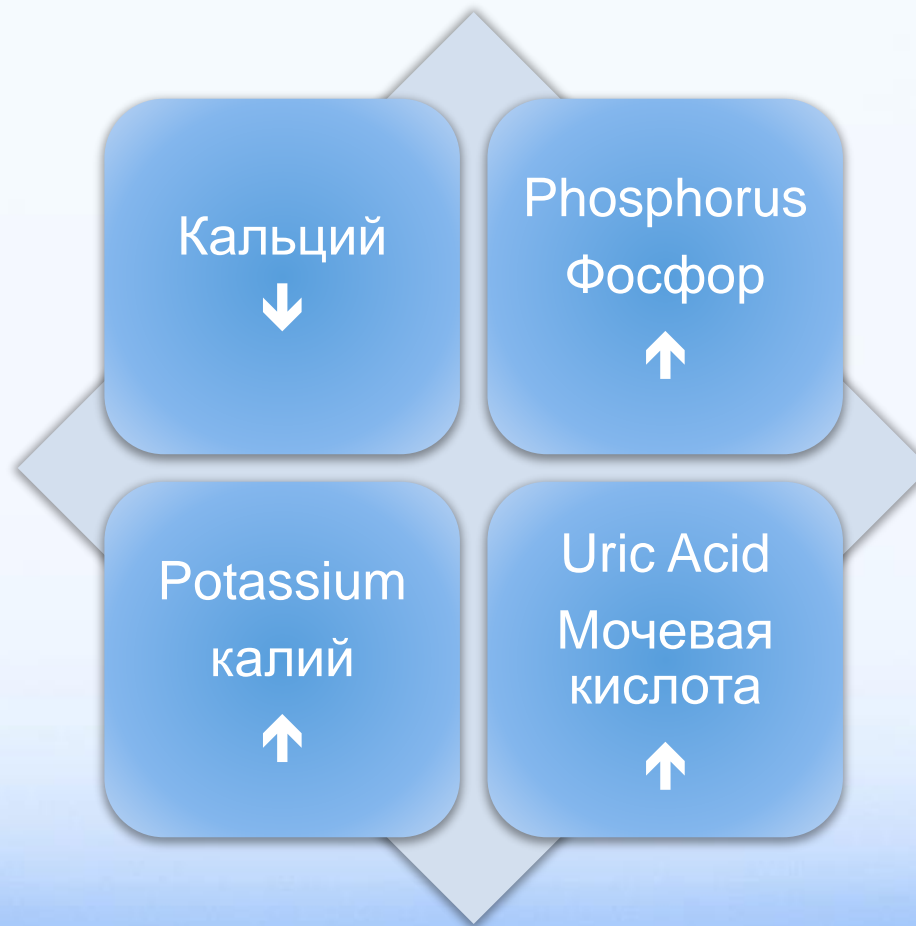 Кальций
🡻
Phosphorus
Фосфор
🡹
Potassium
калий
🡹
Uric Acid
Мочевая
кислота
🡹